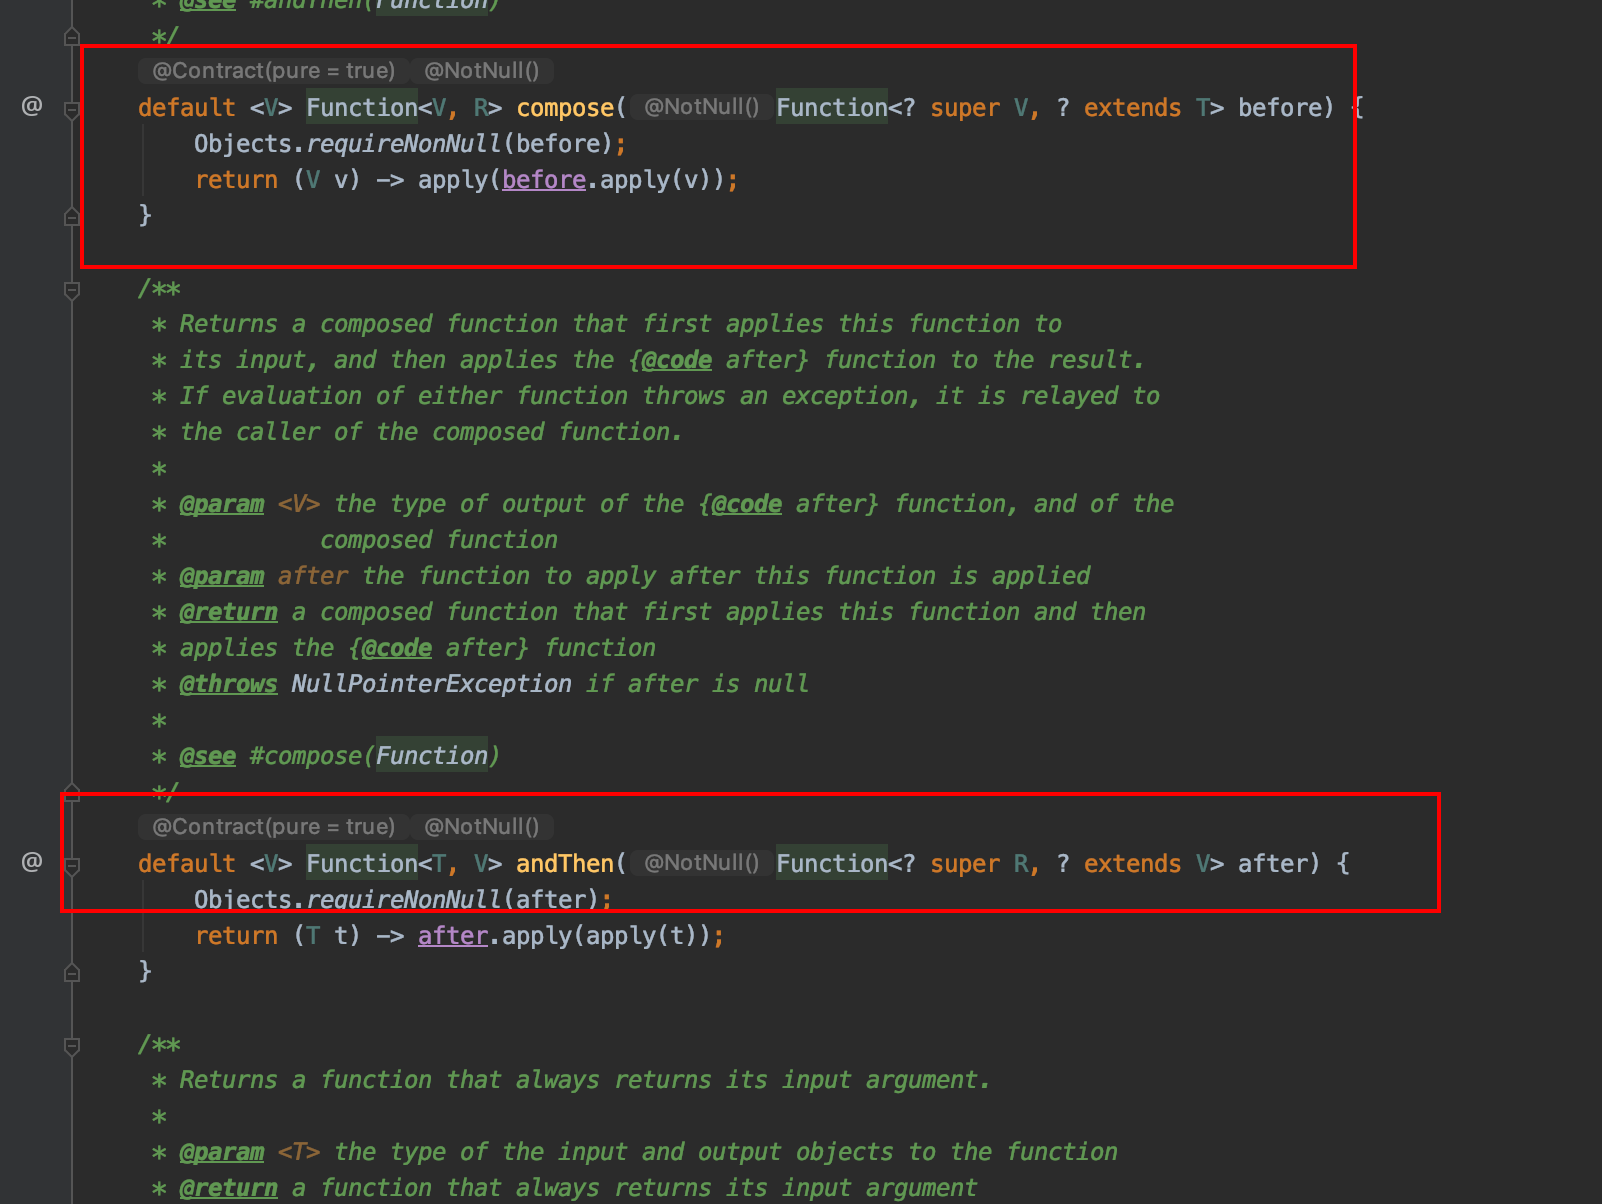 * @see #andThen(Function)
*/
@Contract(pure = true) @NotNull()
@ default <V> Function<V, R> compose( @NotNull() Function<? super V, ? extends T> before) {
Objects.requireNonNull(before);
return (V v) -> apply(before.apply(v));
}
/**
* Returns a composed function that first applies this function to
* its input, and then applies the {@code after} function to the result.
* If evaluation of either function throws an exception, it is relayed to
* the caller of the composed function.
*
* @param <V> the type of output of the {@code after} function, and of the
* composed function
* @param after the function to apply after this function is applied
* @return a composed function that first applies this function and then
* applies the {@code after} function
* @throws NullPointerException if after is null
*
* @see #compose(Function)
*/
@Contract(pure = true) @NotNull()
@ default <V> Function<T, V> andThen( @NotNull() Function<? super R, ? extends V> after) {
Objects.requireNonNull(after);
return (T t) -> after.apply(apply(t));
}
/**
* Returns a function that always returns its input argument.
*
* @param <T> the type of the input and output objects to the function
* @return a function that always returns its input argument